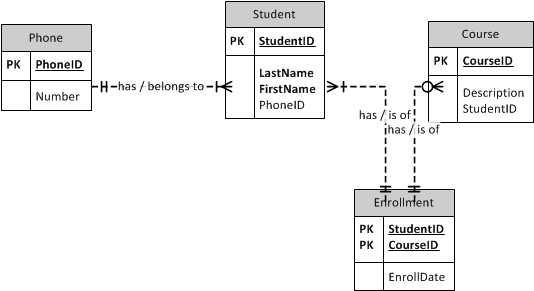 Phone
PK PhoneID
Number
has / belongs to
Student
PK StudentID
LastName
FirstName
PhoneID
Course
PK CourseID
Description
StudentID
has / is of
has / is of
Enrollment
PK StudentID
PK CourseID
EnrollDate